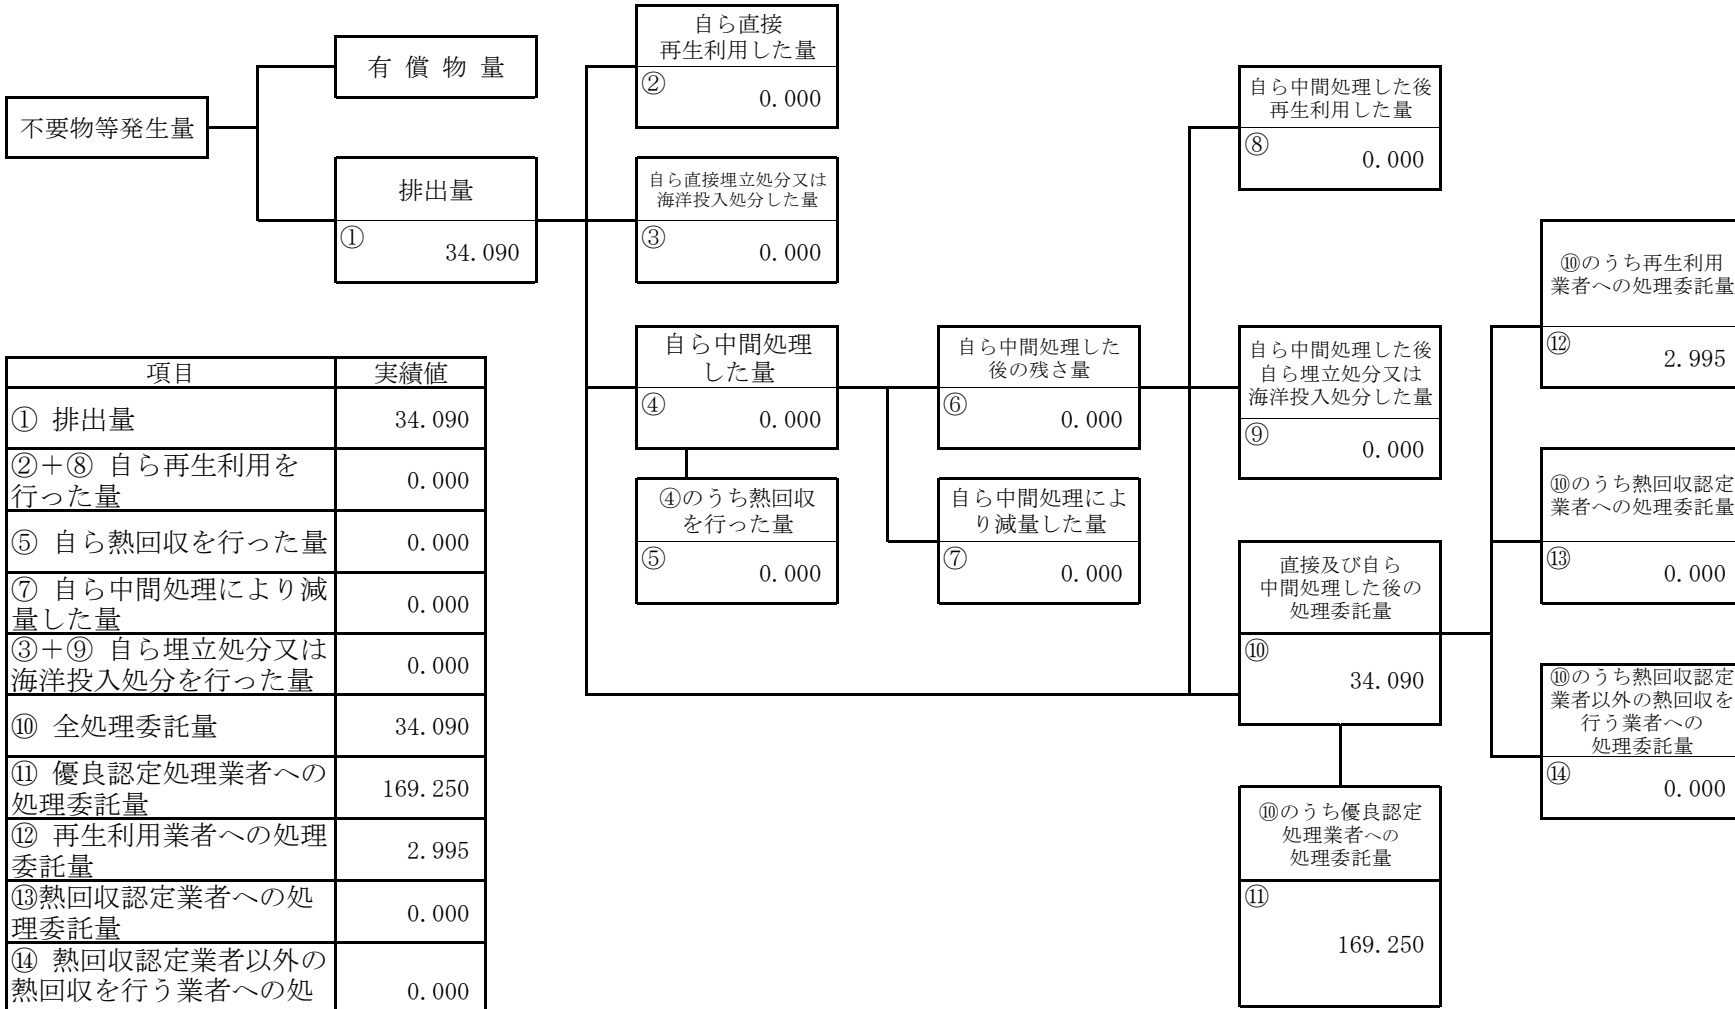 不要物等発生量
有 償 物 量
排出量
①
34.090
自ら直接
再生利用した量
②
0.000
自ら直接埋立処分又は
海洋投入処分した量
③
0.000
自ら中間処理
した量
④
0.000
④のうち熱回収
を行った量
⑤
0.000
自ら中間処理した
後の残さ量
⑥
0.000
自ら中間処理によ
り減量した量
⑦
0.000
自ら中間処理した後
再生利用した量
⑧
0.000
自ら中間処理した後
自ら埋立処分又は
海洋投入処分した量
⑨
0.000
直接及び自ら
中間処理した後の
処理委託量
⑩
34.090
⑩のうち優良認定
処理業者への
処理委託量
⑪
169.250
⑩のうち再生利用
業者への処理委託量
⑫
2.995
⑩のうち熱回収認定
業者への処理委託量
⑬
0.000
⑩のうち熱回収認定
業者以外の熱回収を
行う業者への
処理委託量
⑭
0.000
項目 実績値
① 排出量 34.090
②＋⑧ 自ら再生利用を
行った量 0.000
⑤ 自ら熱回収を行った量 0.000
⑦ 自ら中間処理により減
量した量 0.000
③＋⑨ 自ら埋立処分又は
海洋投入処分を行った量 0.000
⑩ 全処理委託量 34.090
⑪ 優良認定処理業者への
処理委託量 169.250
⑫ 再生利用業者への処理
委託量 2.995
⑬熱回収認定業者への処
理委託量 0.000
⑭ 熱回収認定業者以外の
熱回収を行う業者への処 0.000